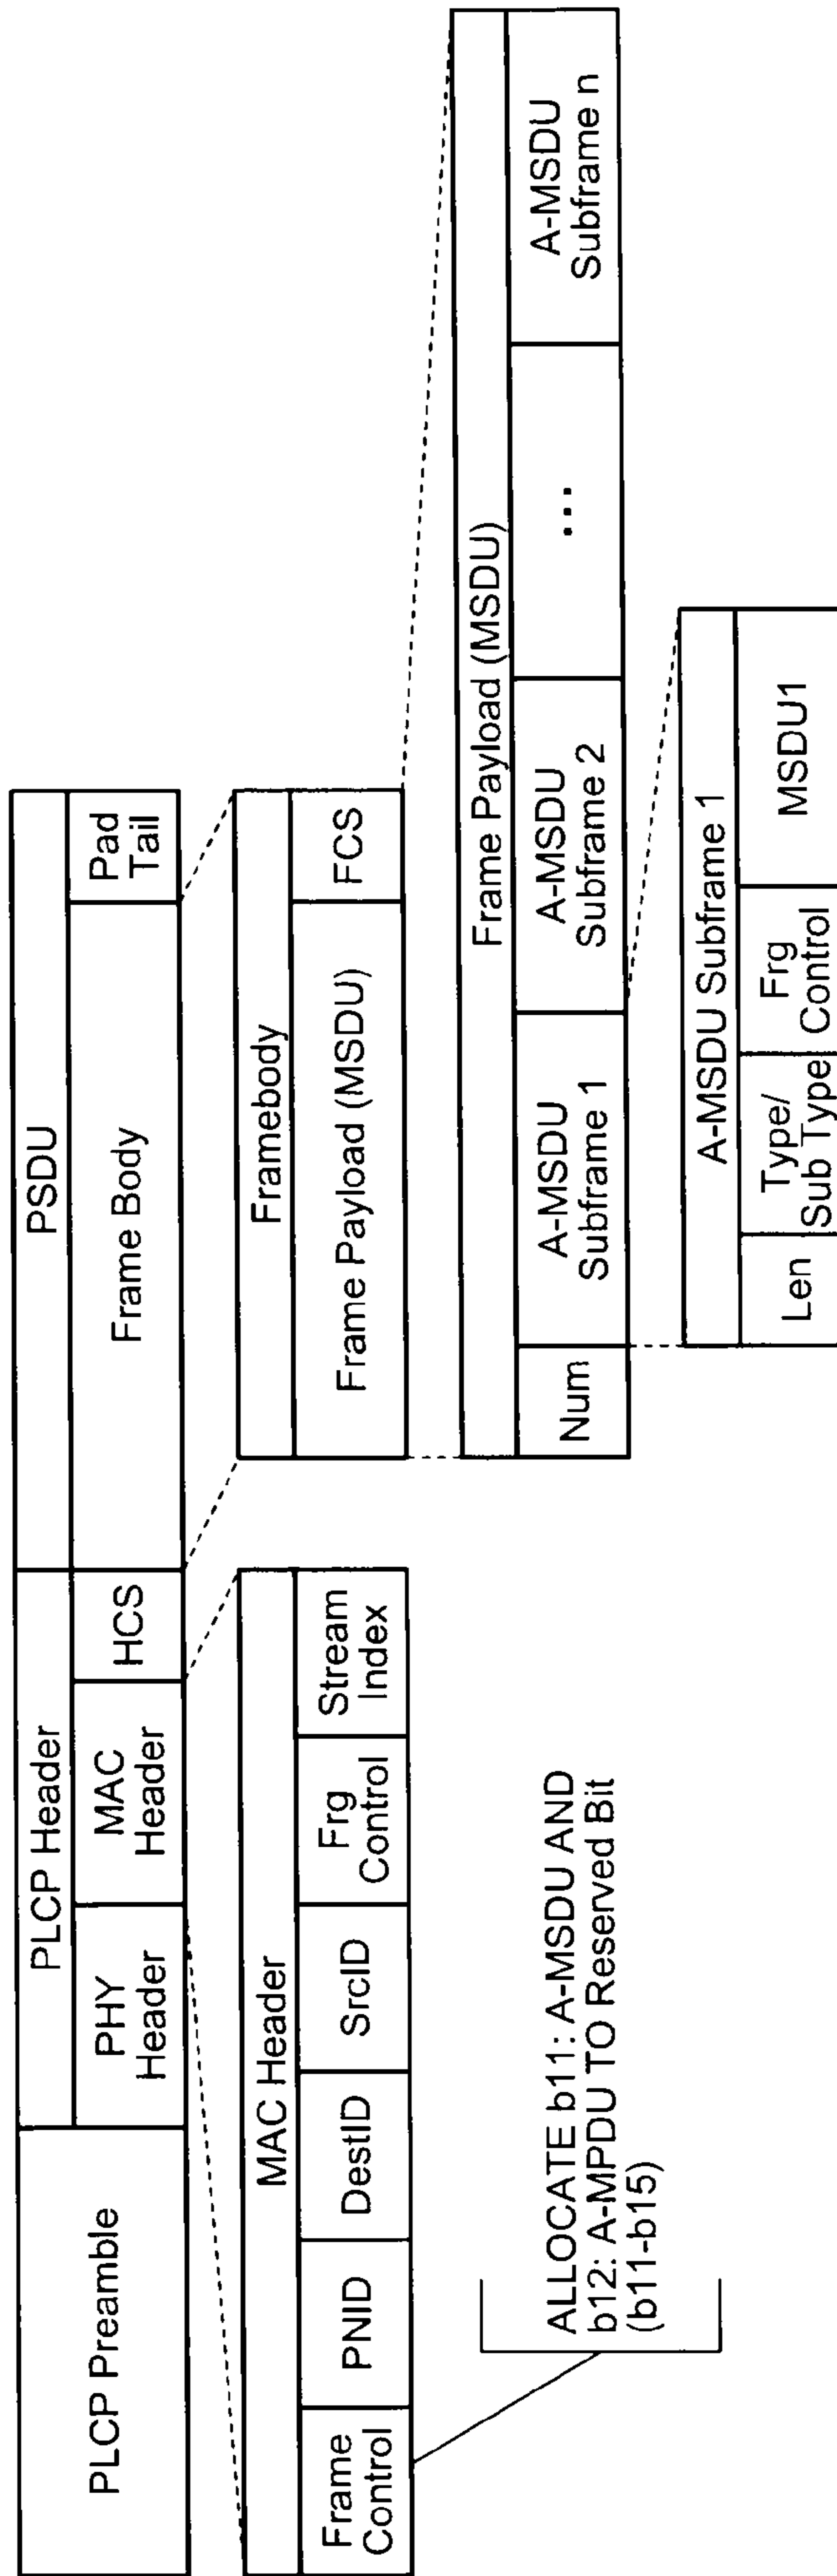 PLCP Preamble
PLCP Header
PSDU
PHY
Header
MAC
Header
HCS
Frame Body
Pad
Tail
MAC Header
Frame
Control
PNID
DestID
SrcID
Frg
Control
Stream
Index
Framebody
Frame Payload (MSDU)
FCS
ALLOCATE b11: A-MSDU AND
b12: A-MPDU TO Reserved Bit
(b11-b15)
Frame Payload (MSDU)
Num
A-MSDU
Subframe 1
A-MSDU
Subframe 2
...
A-MSDU
Subframe n
A-MSDU Subframe 1
Len
Type/
Sub Type
Frg
Control
MSDU1